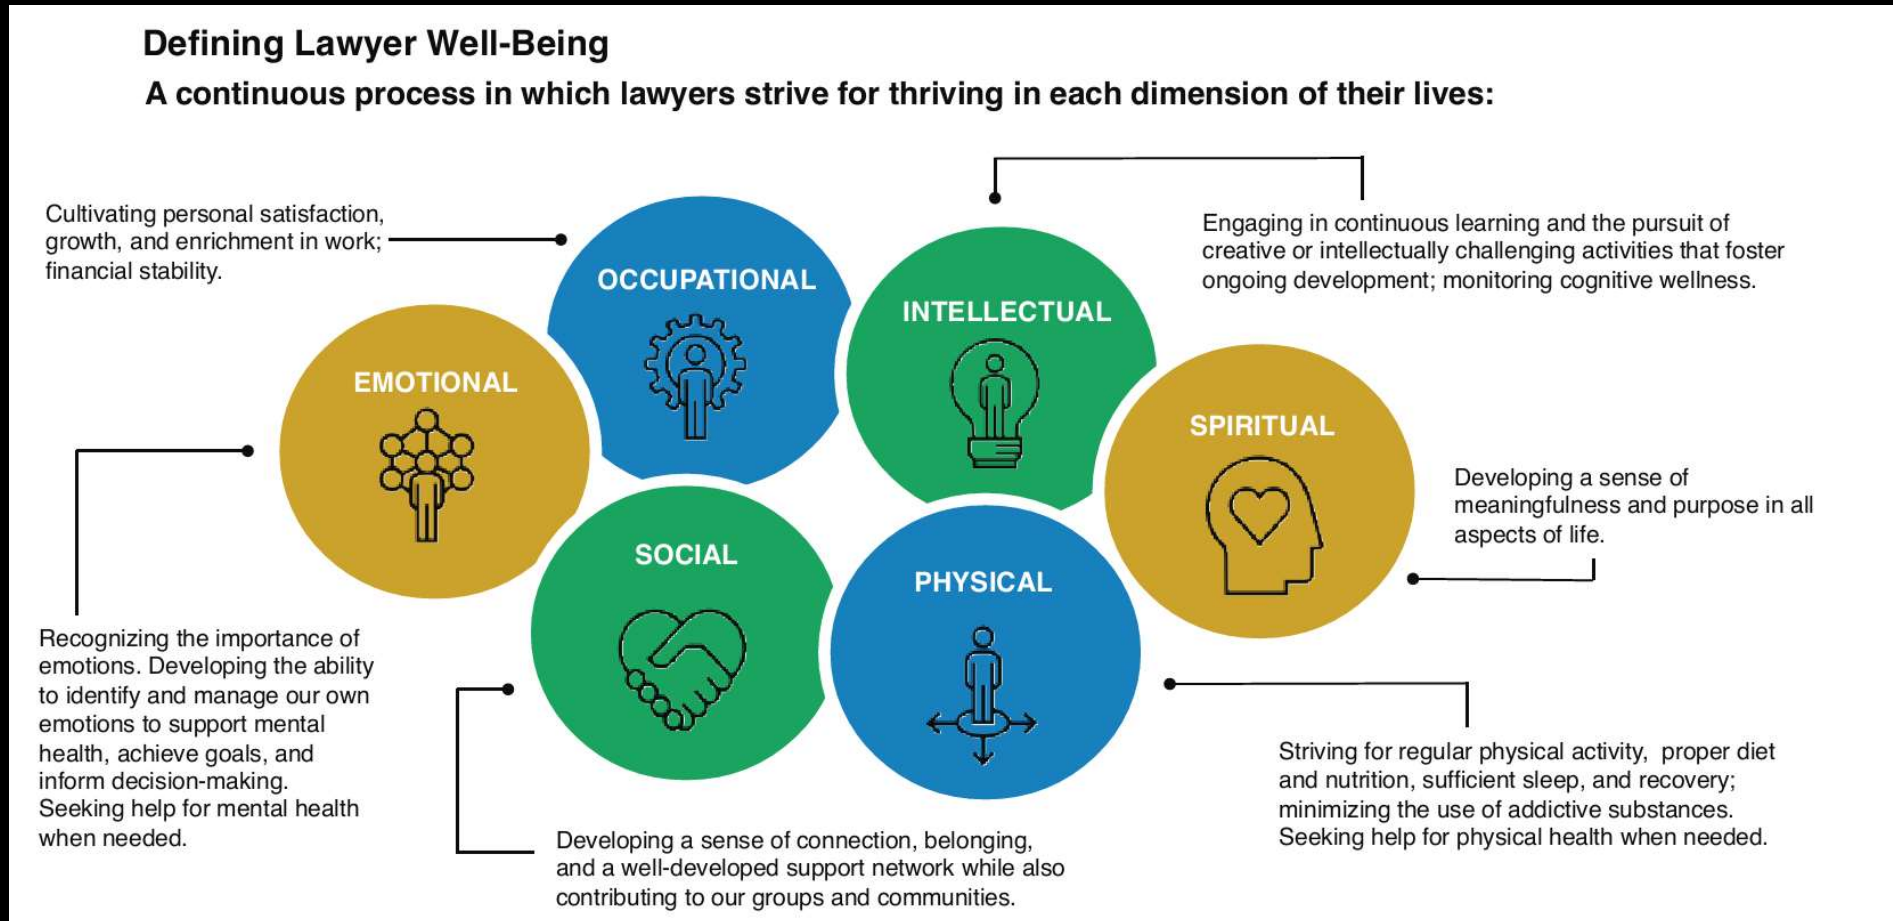 Defining Lawyer Well-Being
A continuous process in which lawyers strive for thriving in each dimension of their lives:
Cultivating personal satisfaction,
growth, and enrichment in work;
financial stability.
OCCUPATIONAL
INTELLECTUAL
Engaging in continuous learning and the pursuit of
creative or intellectually challenging activities that foster
ongoing development; monitoring cognitive wellness.
EMOTIONAL
SPIRITUAL
Developing a sense of
meaningfulness and purpose in all
aspects of life.
SOCIAL
PHYSICAL
Recognizing the importance of
emotions. Developing the ability
to identify and manage our own
emotions to support mental
health, achieve goals, and
inform decision-making.
Seeking help for mental health
when needed.
Developing a sense of connection, belonging,
and a well-developed support network while also
contributing to our groups and communities.
Striving for regular physical activity,  proper diet
and nutrition, sufficient sleep, and recovery;
minimizing the use of addictive substances.
Seeking help for physical health when needed.